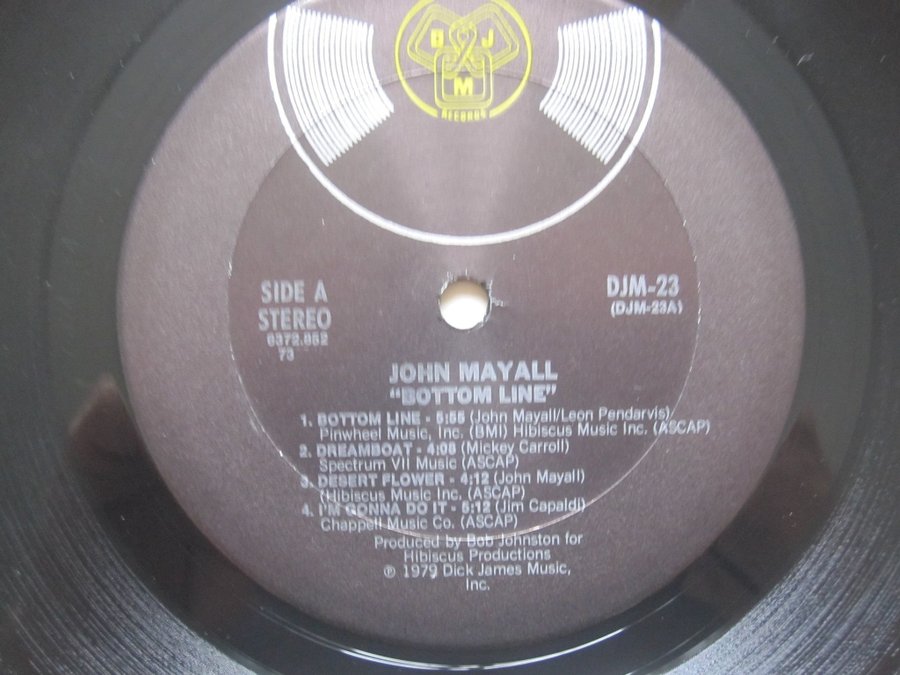 D J
M
RECORDS
SIDE A
STEREO
6372.852
73
DJM-23
(DJM-23A)
JOHN MAYALL
"BOTTOM LINE"
1. BOTTOM LINE - 5:55 (John Mayall/Leon Pendarvis)
Pinwheel Music, Inc. (BMI) Hibiscus Music Inc. (ASCAP)
2. DREAMBOAT - 4:08 (Mickey Carroll)
Spectrum VII Music (ASCAP)
3. DESERT FLOWER - 4:12 (John Mayall)
(Hibiscus Music Inc. (ASCAP)
4. I'M GONNA DO IT - 5:12 (Jim Capaldi)
Chappell Music Co. (ASCAP)
Produced by Bob Johnston for
Hibiscus Productions
℗ 1979 Dick James Music,
Inc.